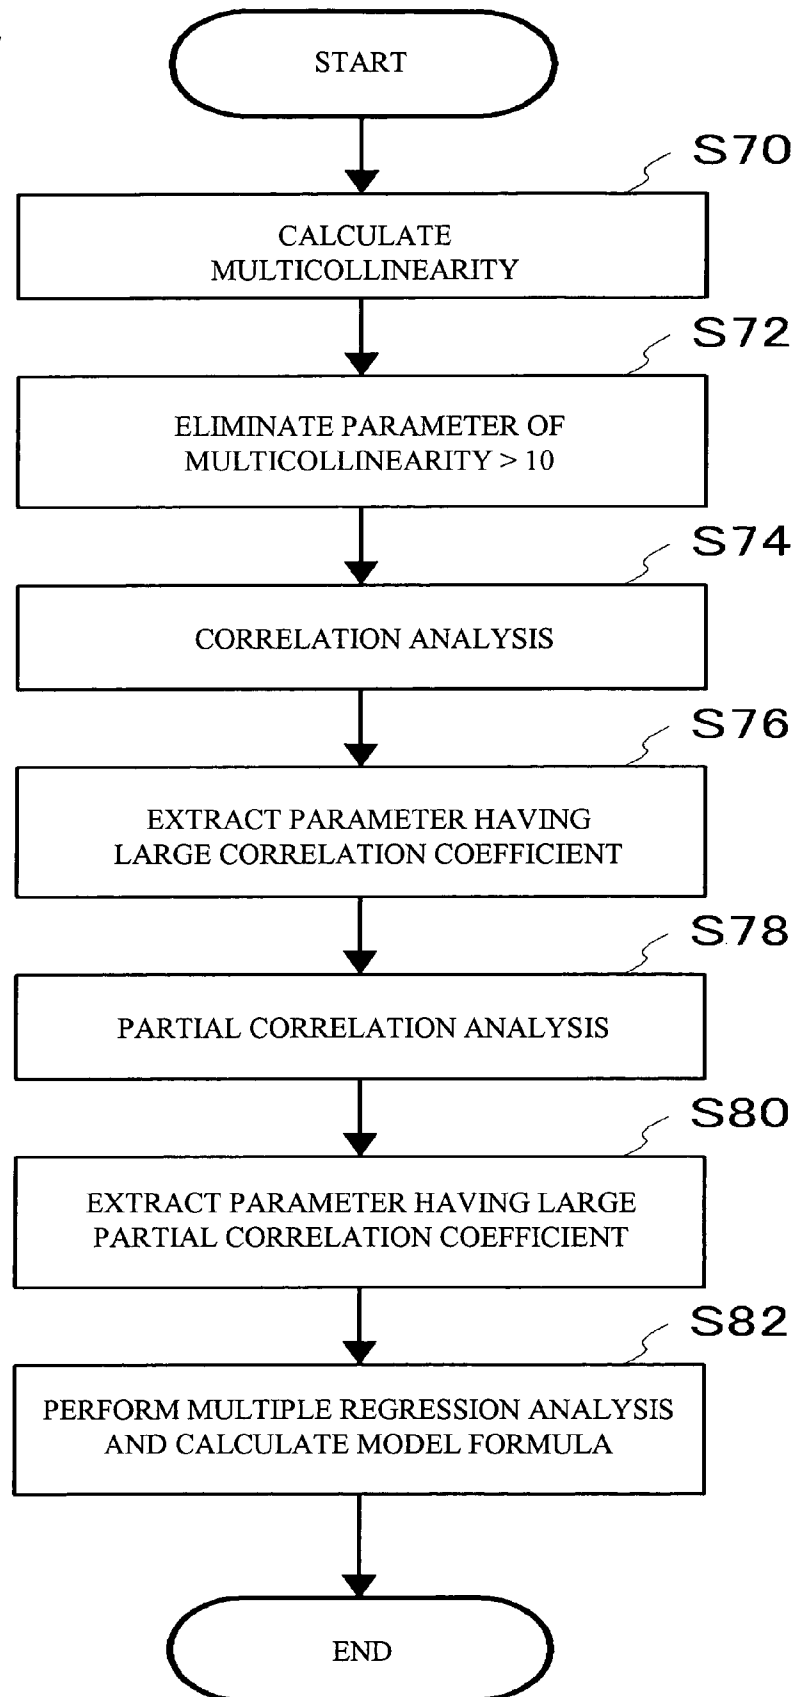 START
S70
CALCULATE
MULTICOLLINEARITY
S72
ELIMINATE PARAMETER OF
MULTICOLLINEARITY > 10
S74
CORRELATION ANALYSIS
S76
EXTRACT PARAMETER HAVING
LARGE CORRELATION COEFFICIENT
S78
PARTIAL CORRELATION ANALYSIS
S80
EXTRACT PARAMETER HAVING LARGE
PARTIAL CORRELATION COEFFICIENT
S82
PERFORM MULTIPLE REGRESSION ANALYSIS
AND CALCULATE MODEL FORMULA
END